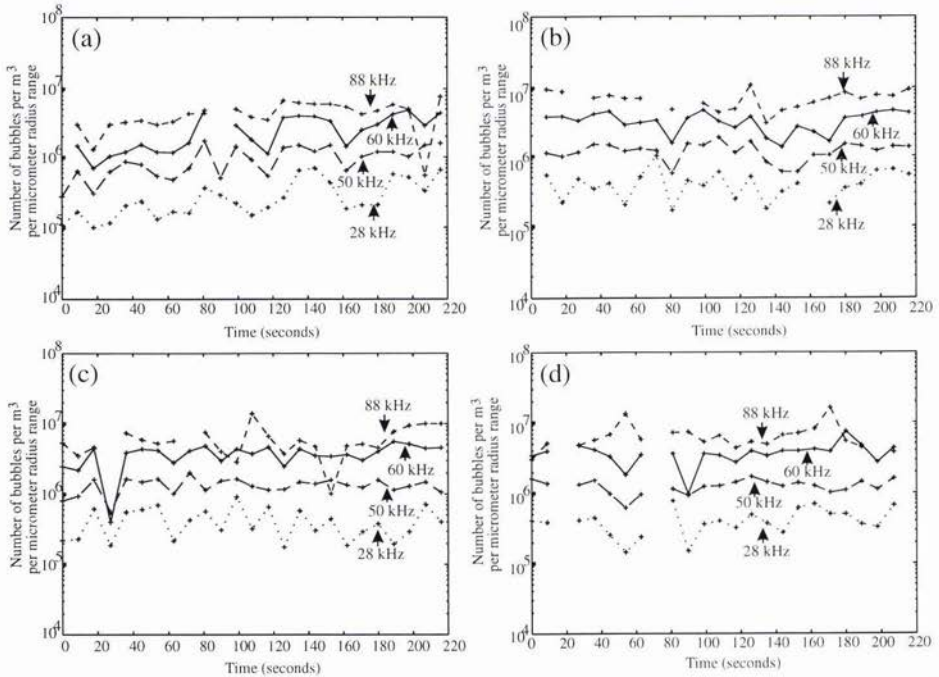 (a)
Number of bubbles per m3
per micrometer radius range
10^8
10^7
10^6
10^5
10^4
88 kHz
60 kHz
50 kHz
28 kHz
0 20 40 60 80 100 120 140 160 180 200 220
Time (seconds)
(b)
Number of bubbles per m3
per micrometer radius range
10^8
10^7
10^6
10^5
10^4
88 kHz
60 kHz
50 kHz
28 kHz
0 20 40 60 80 100 120 140 160 180 200 220
Time (seconds)
(c)
Number of bubbles per m3
per micrometer radius range
10^8
10^7
10^6
10^5
10^4
88 kHz
60 kHz
50 kHz
28 kHz
0 20 40 60 80 100 120 140 160 180 200 220
Time (seconds)
(d)
Number of bubbles per m3
per micrometer radius range
10^8
10^7
10^6
10^5
10^4
88 kHz
60 kHz
50 kHz
28 kHz
0 20 40 60 80 100 120 140 160 180 200 220
Time (seconds)